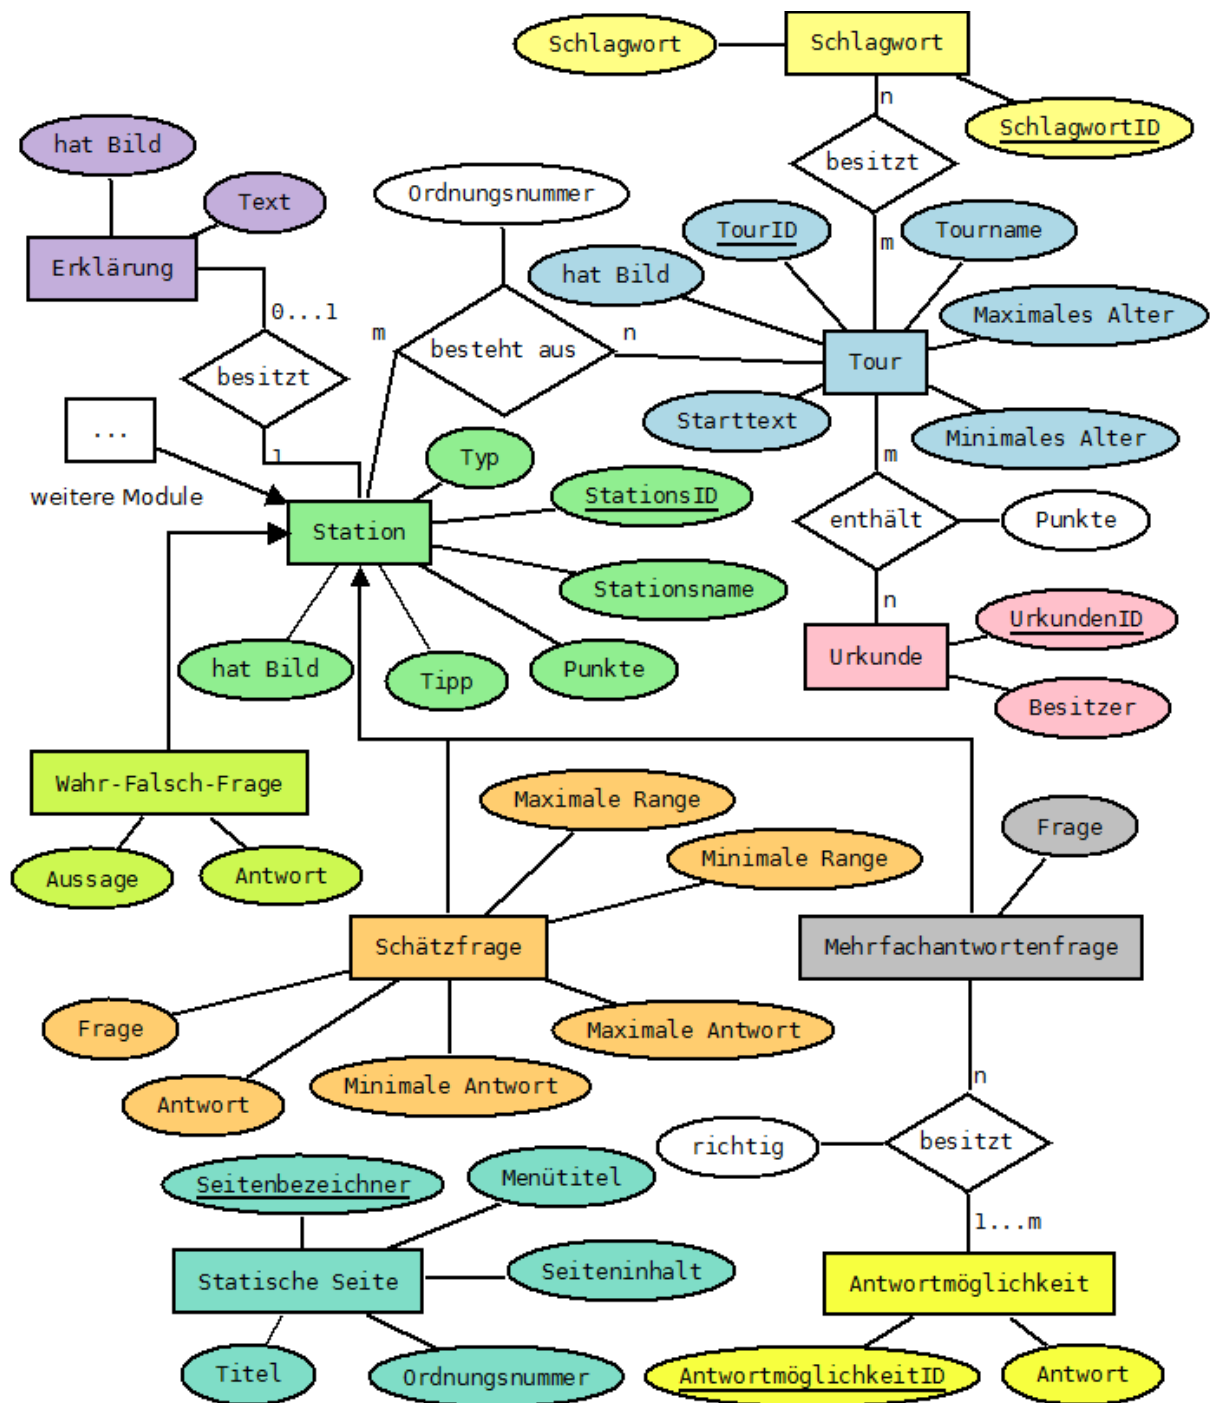 Schlagwort
Schlagwort
n
SchlagwortID
hat Bild
besitzt
Ordnungsnummer
Text
TourID
Tourname
m
Erklärung
hat Bild
0...1
Maximales Alter
m
n
besteht aus
Tour
besitzt
Starttext
...
Minimales Alter
1
Typ
m
weitere Module
StationsID
enthält
Punkte
Station
Stationsname
n
UrkundenID
hat Bild
Tipp
Punkte
Urkunde
Besitzer
Wahr-Falsch-Frage
Maximale Range
Frage
Minimale Range
Aussage
Antwort
Schätzfrage
Mehrfachantwortenfrage
Frage
Maximale Antwort
Minimale Antwort
Antwort
n
richtig
besitzt
Seitenbezeichner
Menütitel
1...m
Statische Seite
Seiteninhalt
Antwortmöglichkeit
Titel
Ordnungsnummer
AntwortmöglichkeitID
Antwort